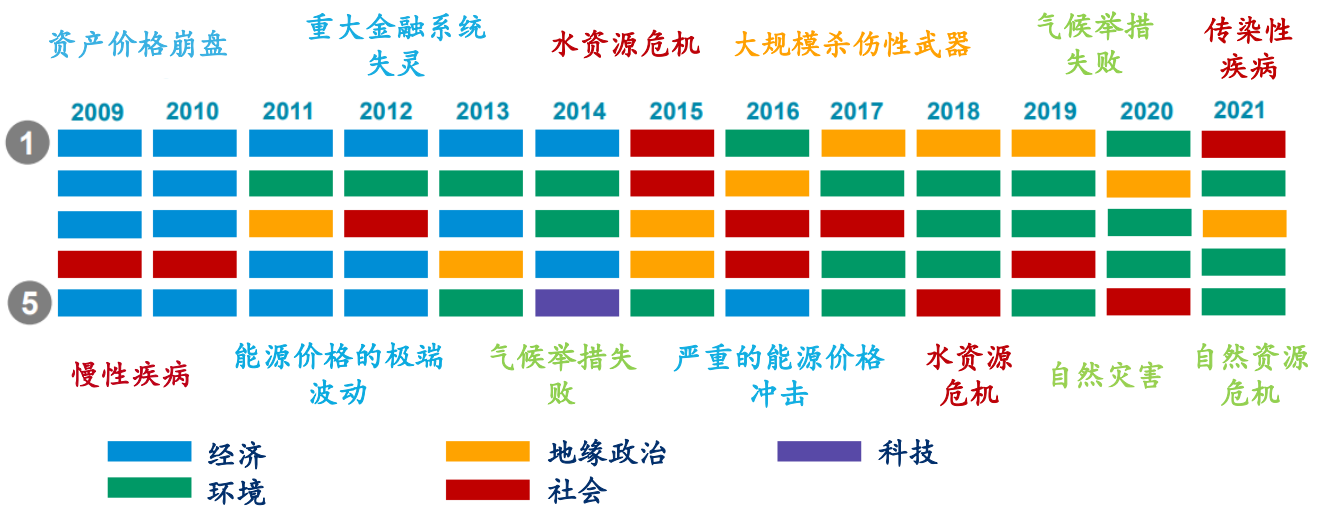 资产价格崩盘
重大金融系统
失灵
水资源危机
大规模杀伤性武器
气候举措
失败
传染性
疾病
2009 2010 2011 2012 2013 2014 2015 2016 2017 2018 2019 2020 2021
1
5
慢性疾病
能源价格的极端
波动
气候举措失
败
严重的能源价格
冲击
水资源
危机
自然灾害
自然资源
危机
经济
地缘政治
科技
环境
社会